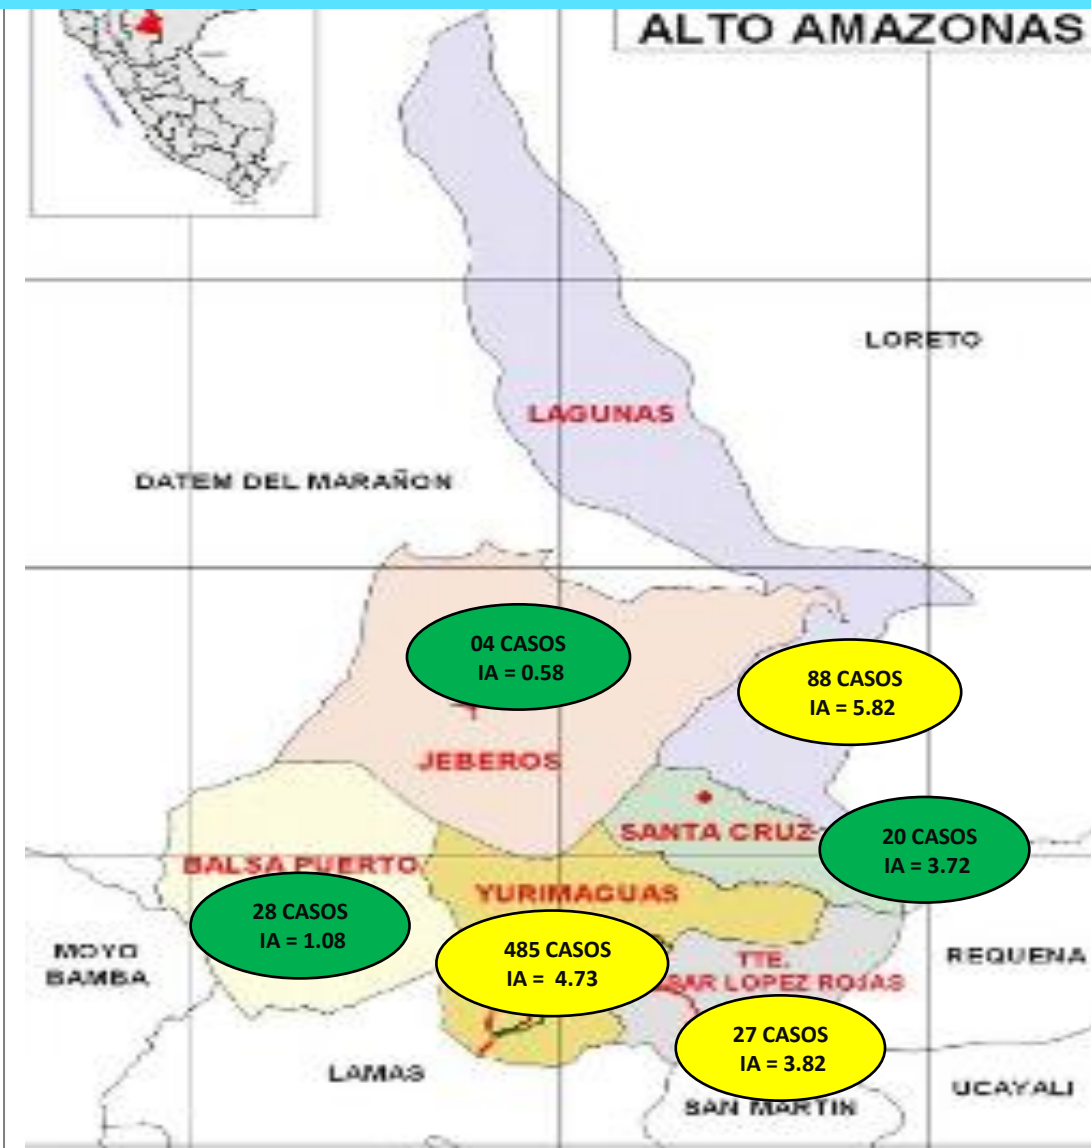 ALTO AMAZONAS
LORETO
LAGUNAS
DATEM DEL MARAÑON
04 CASOS
IA = 0.58
88 CASOS
IA = 5.82
JEBEROS
SANTA CRUZ
20 CASOS
IA = 3.72
BALSA PUERTO
YURIMAGUAS
28 CASOS
IA = 1.08
485 CASOS
IA = 4.73
MOYO
BAMBA
TTE.
SAR LOPEZ ROJAS
REQUENA
27 CASOS
IA = 3.82
LAMAS
SAN MARTIN
UCAYALI